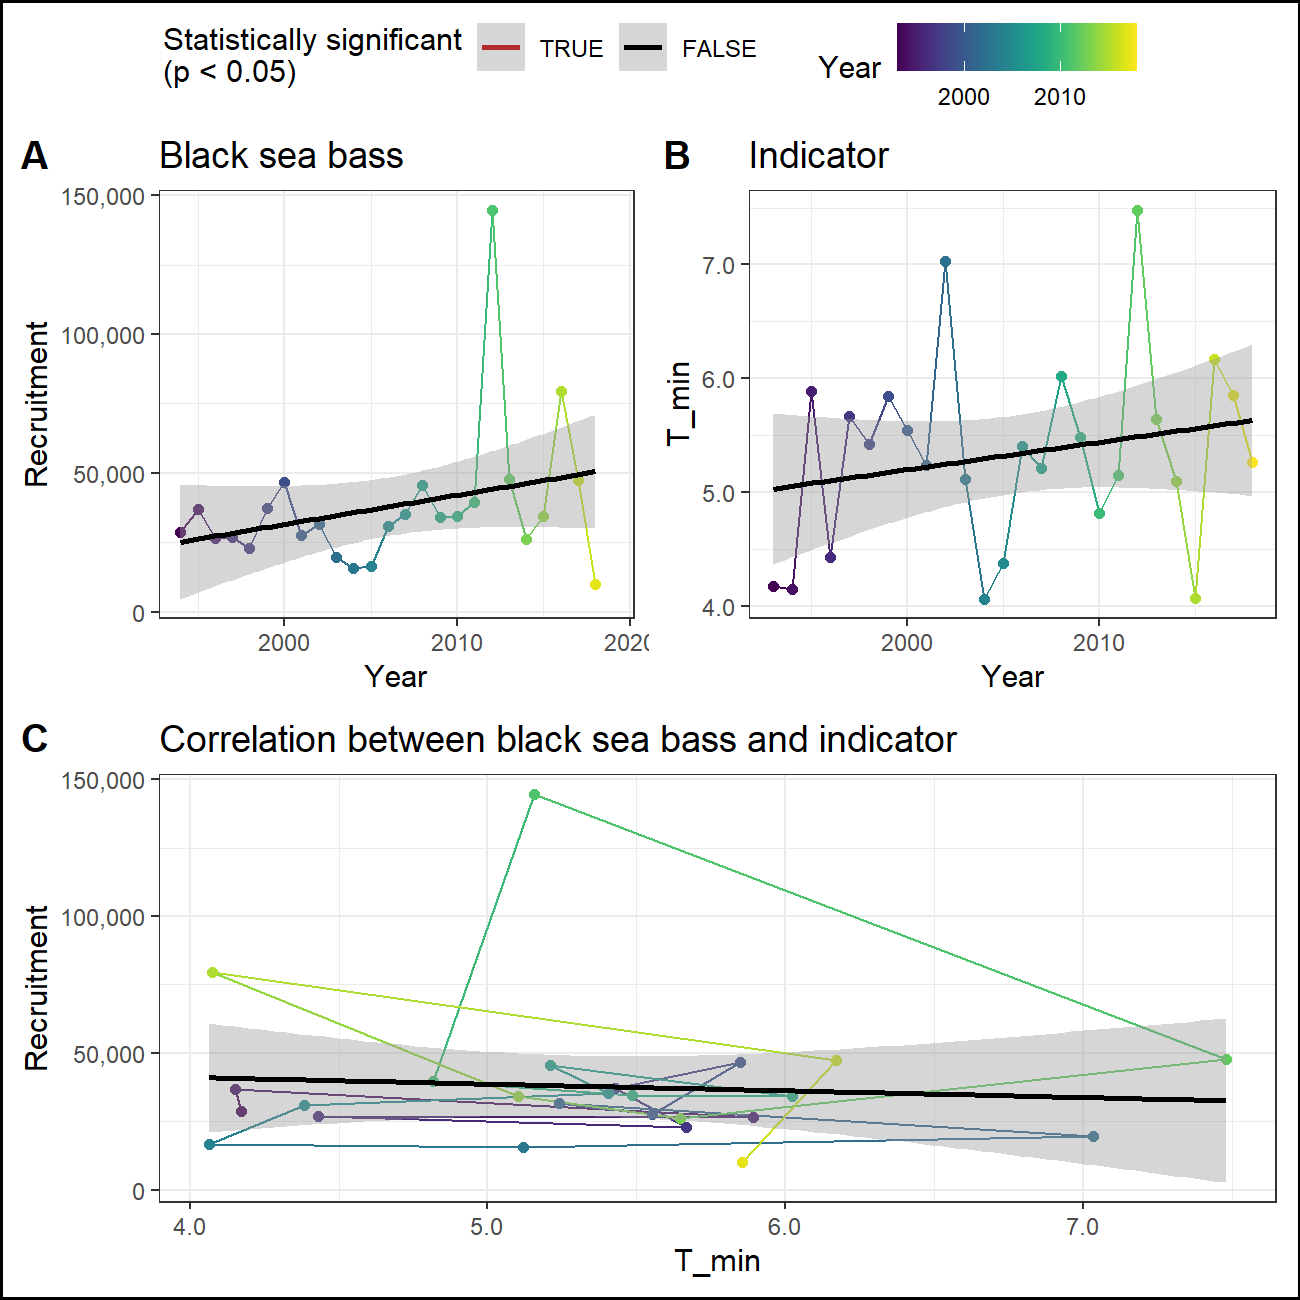 Statistically significant
(p < 0.05)
TRUE
FALSE
Year
2000
2010
A
Black sea bass
150,000
100,000
50,000
0
Recruitment
2000
2010
202
Year
B
Indicator
7.0
6.0
5.0
4.0
T_min
2000
2010
Year
C
Correlation between black sea bass and indicator
150,000
100,000
50,000
0
Recruitment
4.0
5.0
6.0
7.0
T_min